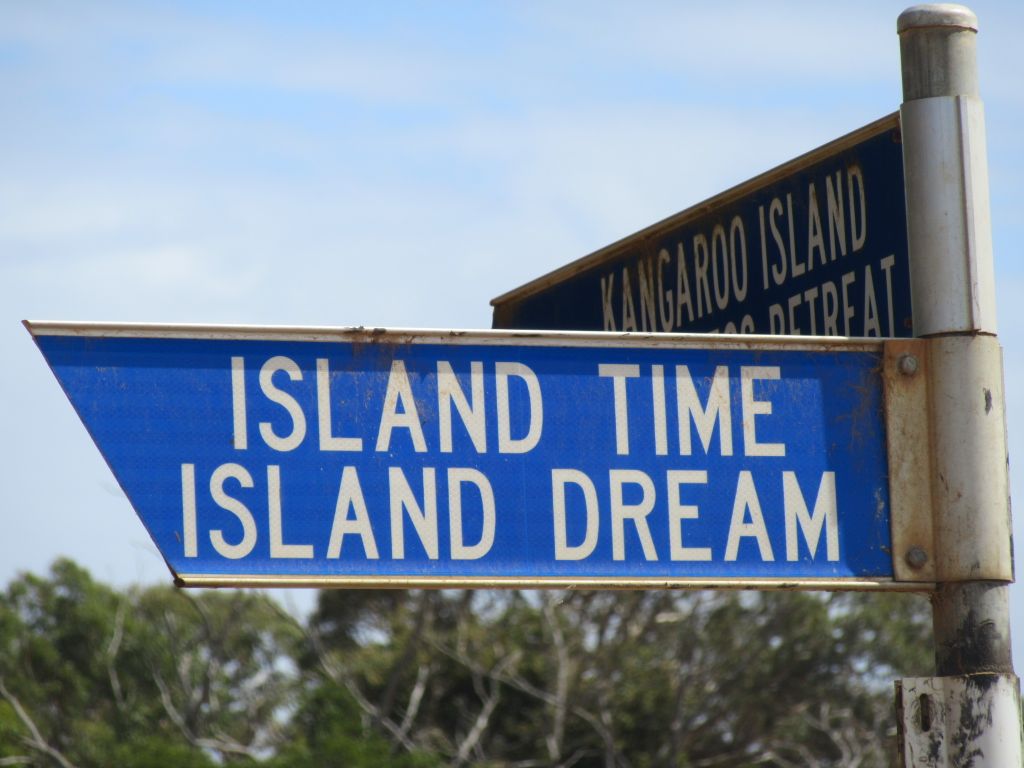 KANGAROO ISLAND
RETREAT
ISLAND TIME
ISLAND DREAM